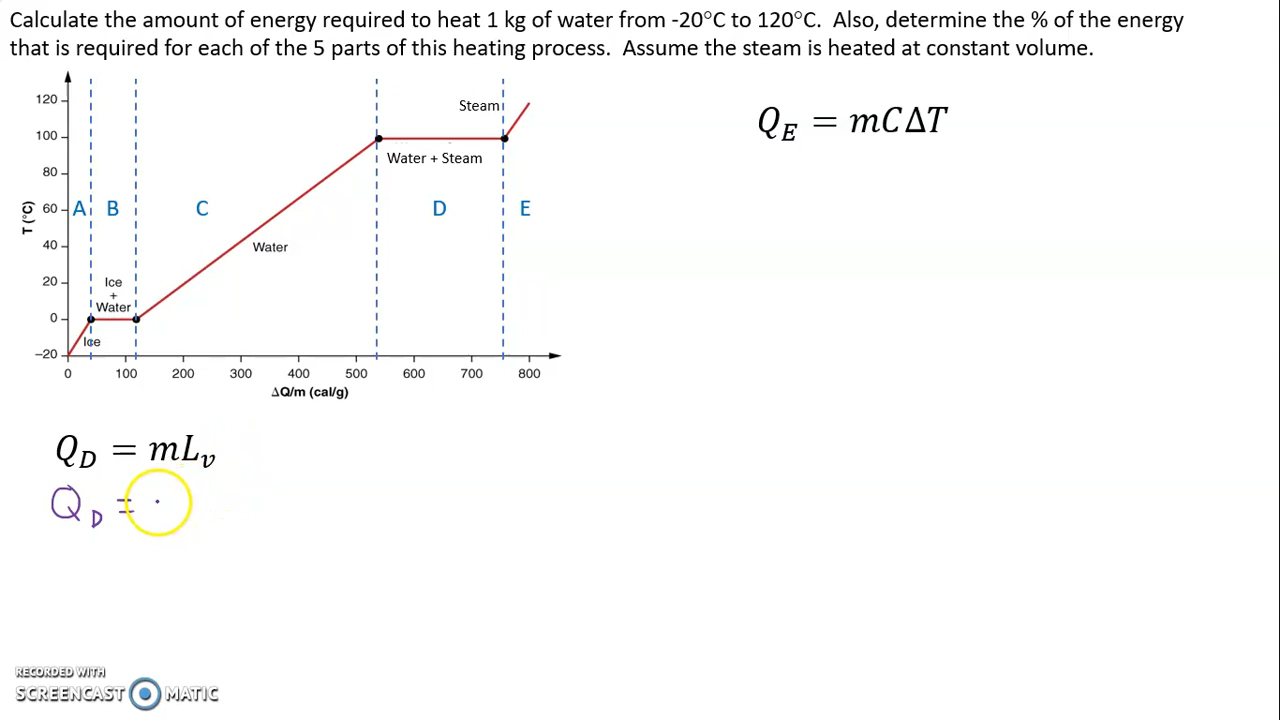 Calculate the amount of energy required to heat 1 kg of water from -20°C to 120°C. Also, determine the % of the energy
that is required for each of the 5 parts of this heating process. Assume the steam is heated at constant volume.
Q_E = mCΔT
120
100
80
60
40
20
0
−20
T (°C)
A B C D E
Steam
Water + Steam
Water
Ice
+
Water
Ice
0 100 200 300 400 500 600 700 800
ΔQ/m (cal/g)
Q_D = mL_v
Q_D =
RECORDED WITH
SCREENCAST MATIC